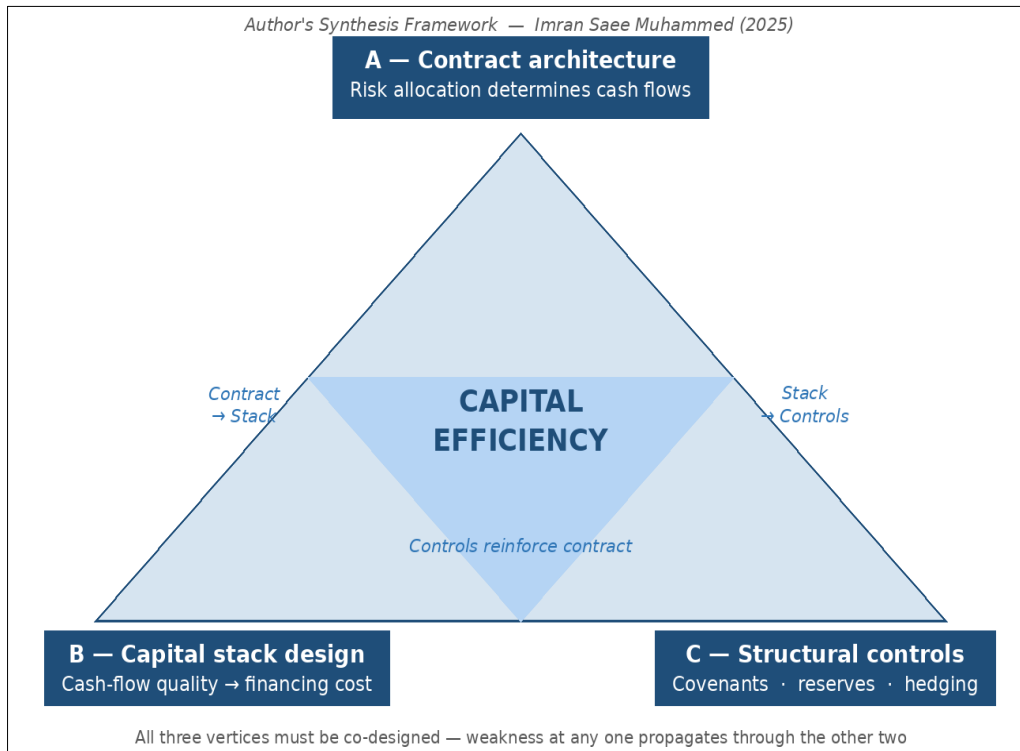 Author's Synthesis Framework — Imran Saee Muhammed (2025)
A — Contract architecture
Risk allocation determines cash flows
Contract
→ Stack
Stack
→ Controls
CAPITAL
EFFICIENCY
Controls reinforce contract
B — Capital stack design
Cash-flow quality → financing cost
C — Structural controls
Covenants · reserves · hedging
All three vertices must be co-designed — weakness at any one propagates through the other two